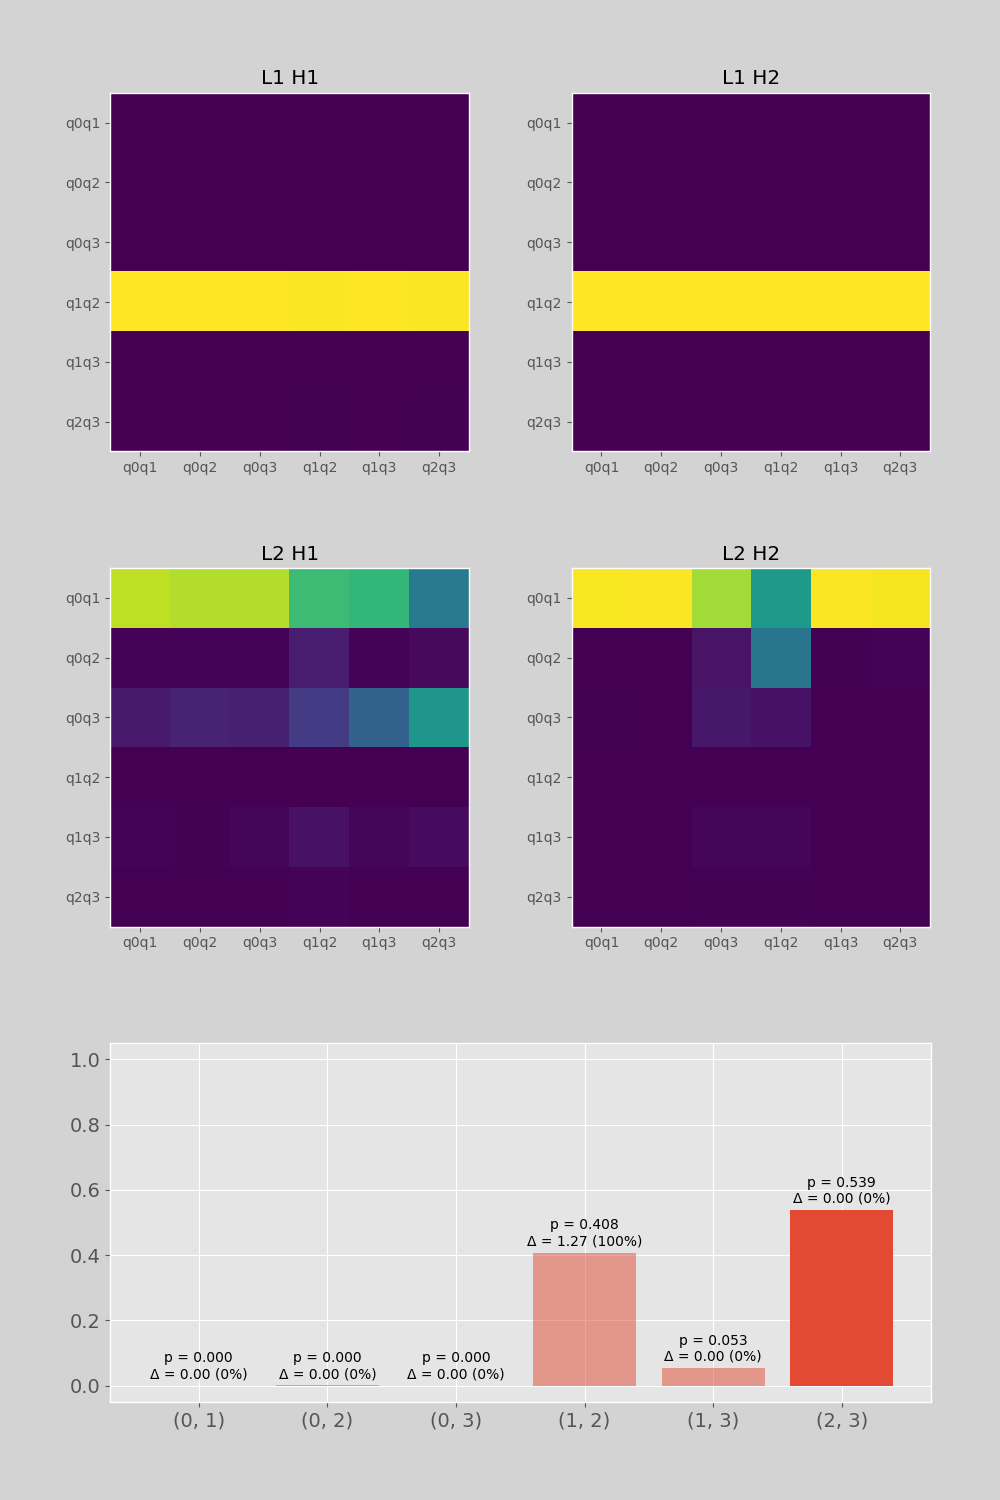 L1 H1
L1 H2
q0q1
q0q2
q0q3
q1q2
q1q3
q2q3
q0q1 q0q2 q0q3 q1q2 q1q3 q2q3
q0q1
q0q2
q0q3
q1q2
q1q3
q2q3
q0q1 q0q2 q0q3 q1q2 q1q3 q2q3
L2 H1
L2 H2
q0q1
q0q2
q0q3
q1q2
q1q3
q2q3
q0q1 q0q2 q0q3 q1q2 q1q3 q2q3
q0q1
q0q2
q0q3
q1q2
q1q3
q2q3
q0q1 q0q2 q0q3 q1q2 q1q3 q2q3
1.0
0.8
0.6
0.4
0.2
0.0
p = 0.000
Δ = 0.00 (0%)
p = 0.000
Δ = 0.00 (0%)
p = 0.000
Δ = 0.00 (0%)
p = 0.408
Δ = 1.27 (100%)
p = 0.053
Δ = 0.00 (0%)
p = 0.539
Δ = 0.00 (0%)
(0, 1) (0, 2) (0, 3) (1, 2) (1, 3) (2, 3)